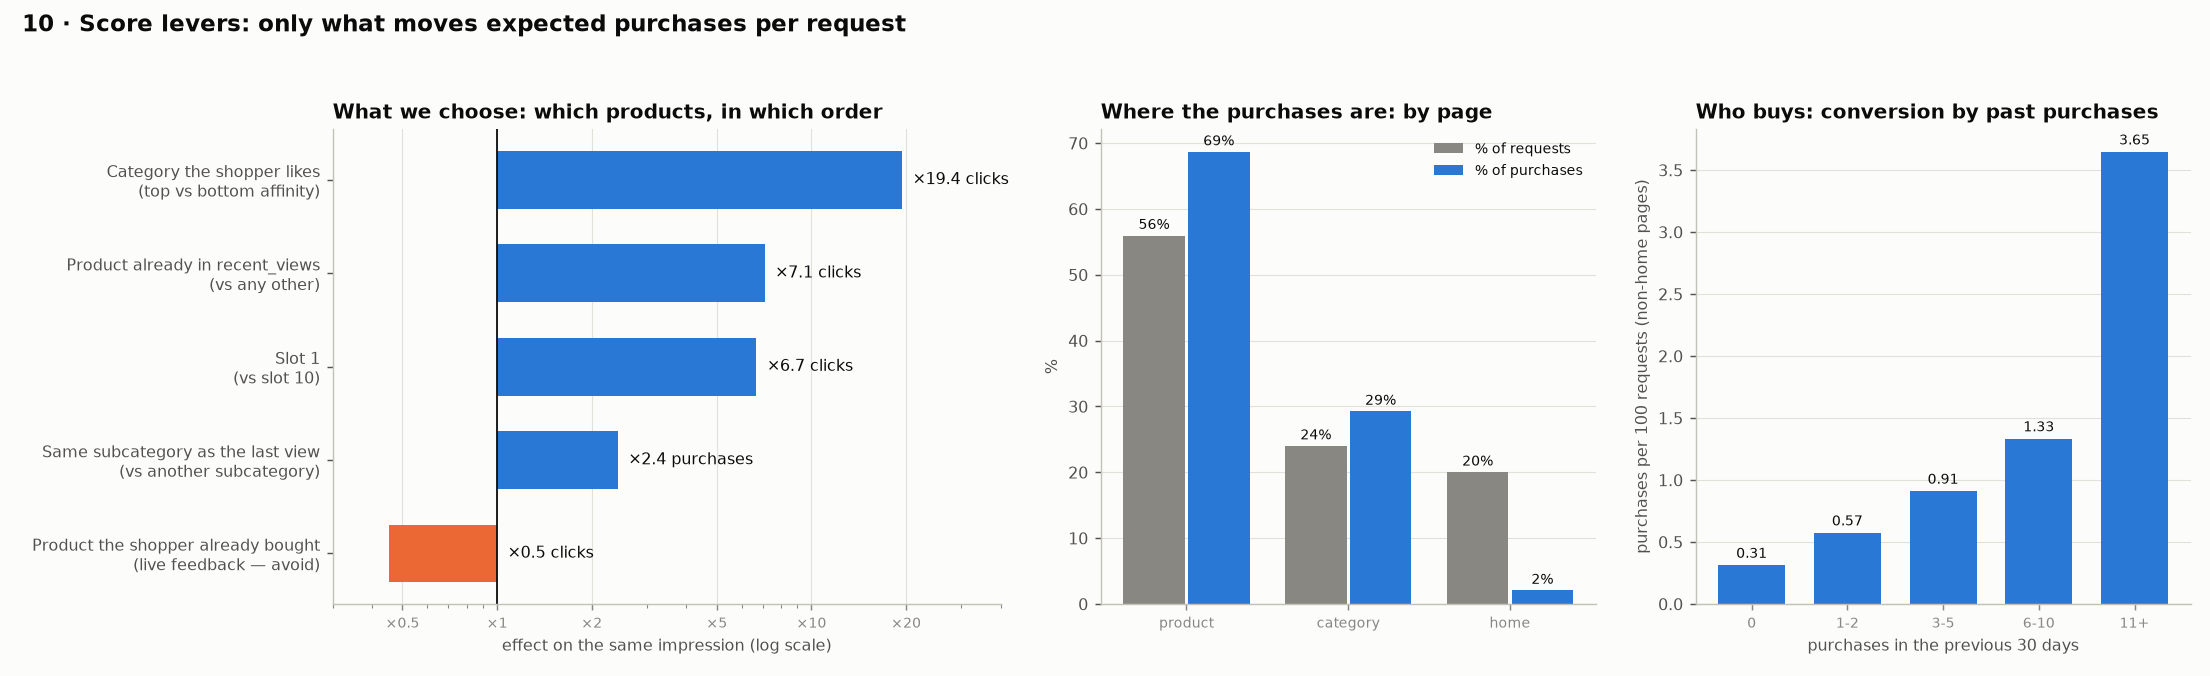 10 · Score levers: only what moves expected purchases per request
What we choose: which products, in which order
Category the shopper likes
(top vs bottom affinity)
×19.4 clicks
Product already in recent_views
(vs any other)
×7.1 clicks
Slot 1
(vs slot 10)
×6.7 clicks
Same subcategory as the last view
(vs another subcategory)
×2.4 purchases
Product the shopper already bought
(live feedback — avoid)
×0.5 clicks
×0.5 ×1 ×2 ×5 ×10 ×20
effect on the same impression (log scale)
Where the purchases are: by page
% of requests
% of purchases
%
70
60
50
40
30
20
10
0
56% 69%
24% 29%
20% 2%
product category home
Who buys: conversion by past purchases
purchases per 100 requests (non-home pages)
3.5
3.0
2.5
2.0
1.5
1.0
0.5
0.0
0.31 0.57 0.91 1.33 3.65
0 1-2 3-5 6-10 11+
purchases in the previous 30 days